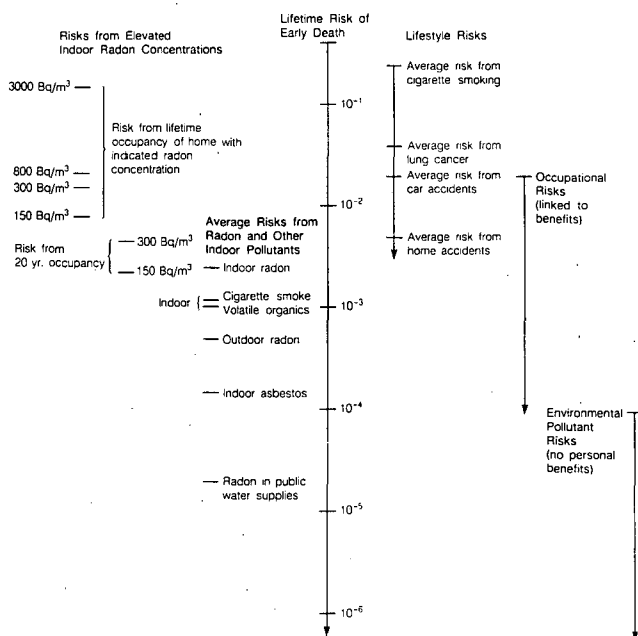 Risks from Elevated
Indoor Radon Concentrations
3000 Bq/m³
800 Bq/m³
300 Bq/m³
150 Bq/m³
Risk from lifetime
occupancy of home with
indicated radon
concentration
Risk from
20 yr. occupancy
300 Bq/m³
150 Bq/m³
Average Risks from
Radon and Other
Indoor Pollutants
Indoor radon
Indoor
Cigarette smoke
Volatile organics
Outdoor radon
Indoor asbestos
Radon in public
water supplies
Lifetime Risk of
Early Death
10⁻¹
10⁻²
10⁻³
10⁻⁴
10⁻⁵
10⁻⁶
Lifestyle Risks
Average risk from
cigarette smoking
Average risk from
lung cancer
Average risk from
car accidents
Average risk from
home accidents
Occupational
Risks
(linked to
benefits)
Environmental
Pollutant
Risks
(no personal
benefits)